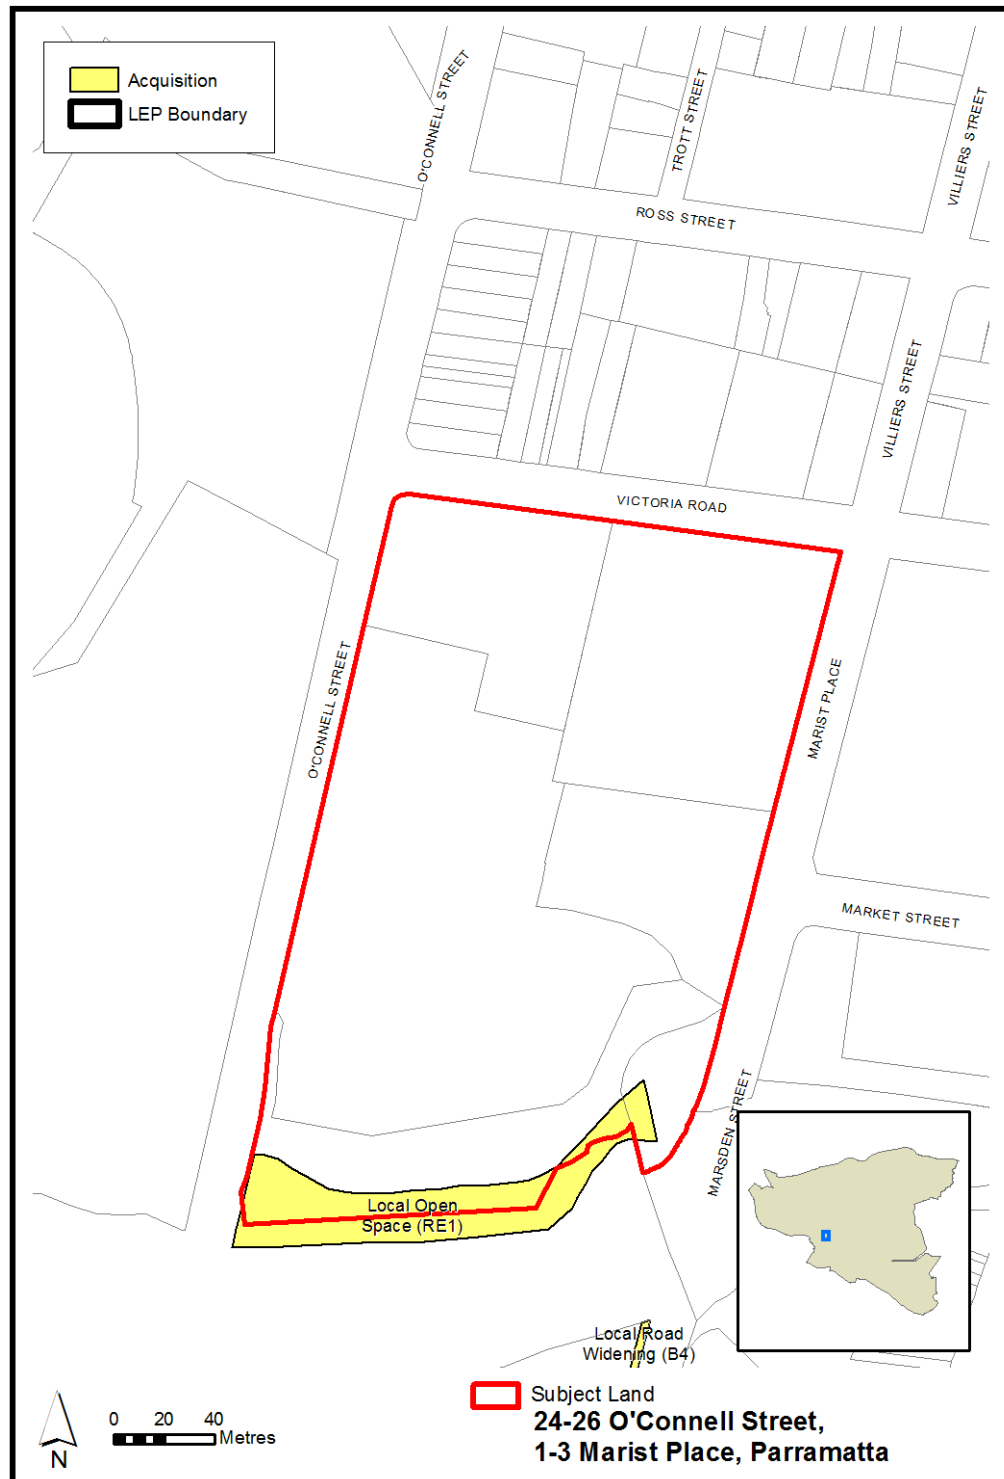 Acquisition
LEP Boundary
O'CONNELL STREET
TROTT STREET
VILLIERS STREET
ROSS STREET
VILLIERS STREET
VICTORIA ROAD
O'CONNELL STREET
MARIST PLACE
MARKET STREET
MARSDEN STREET
Local Open
Space (RE1)
Local Road
Widening (B4)
Subject Land
24-26 O'Connell Street,
1-3 Marist Place, Parramatta
0 20 40
Metres
N